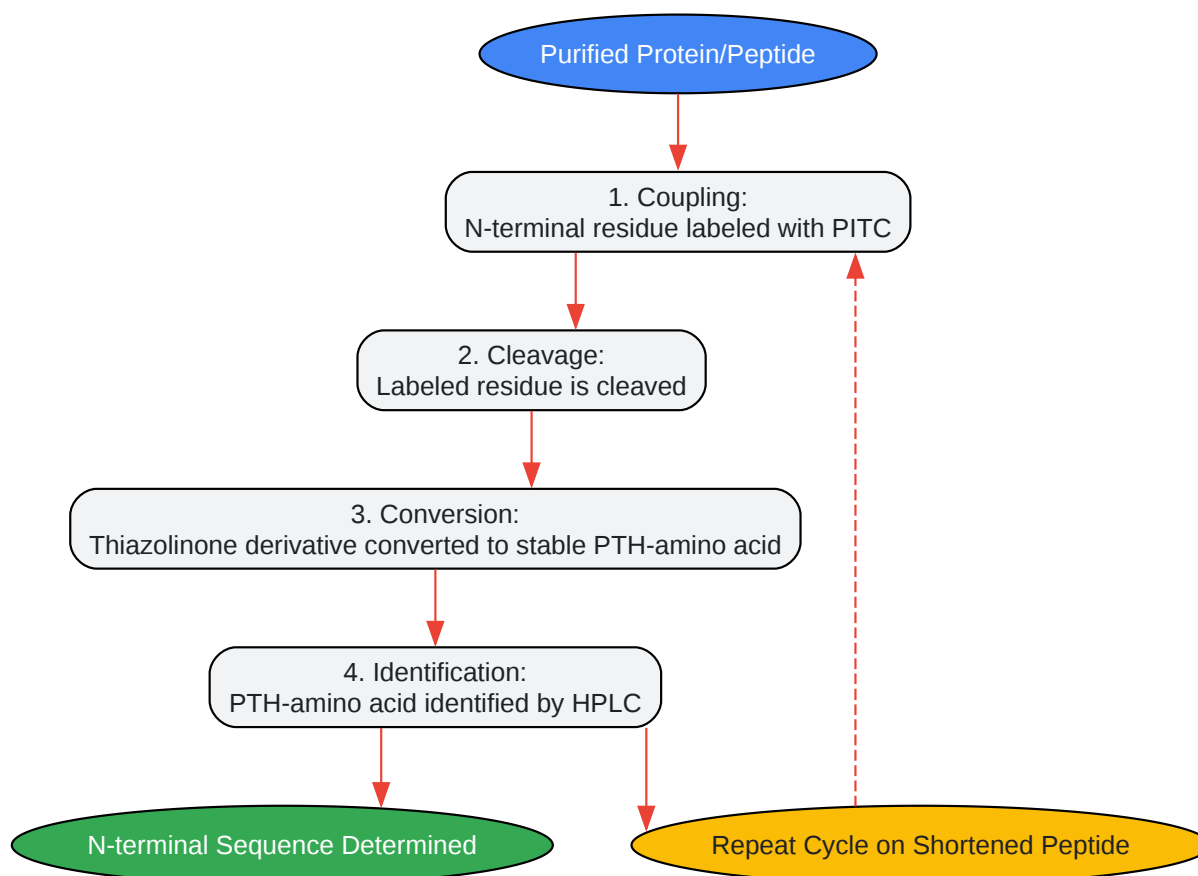 Purified Protein/Peptide
1. Coupling:
N-terminal residue labeled with PITC
2. Cleavage:
Labeled residue is cleaved
3. Conversion:
Thiazolinone derivative converted to stable PTH-amino acid
4. Identification:
PTH-amino acid identified by HPLC
N-terminal Sequence Determined
Repeat Cycle on Shortened Peptide